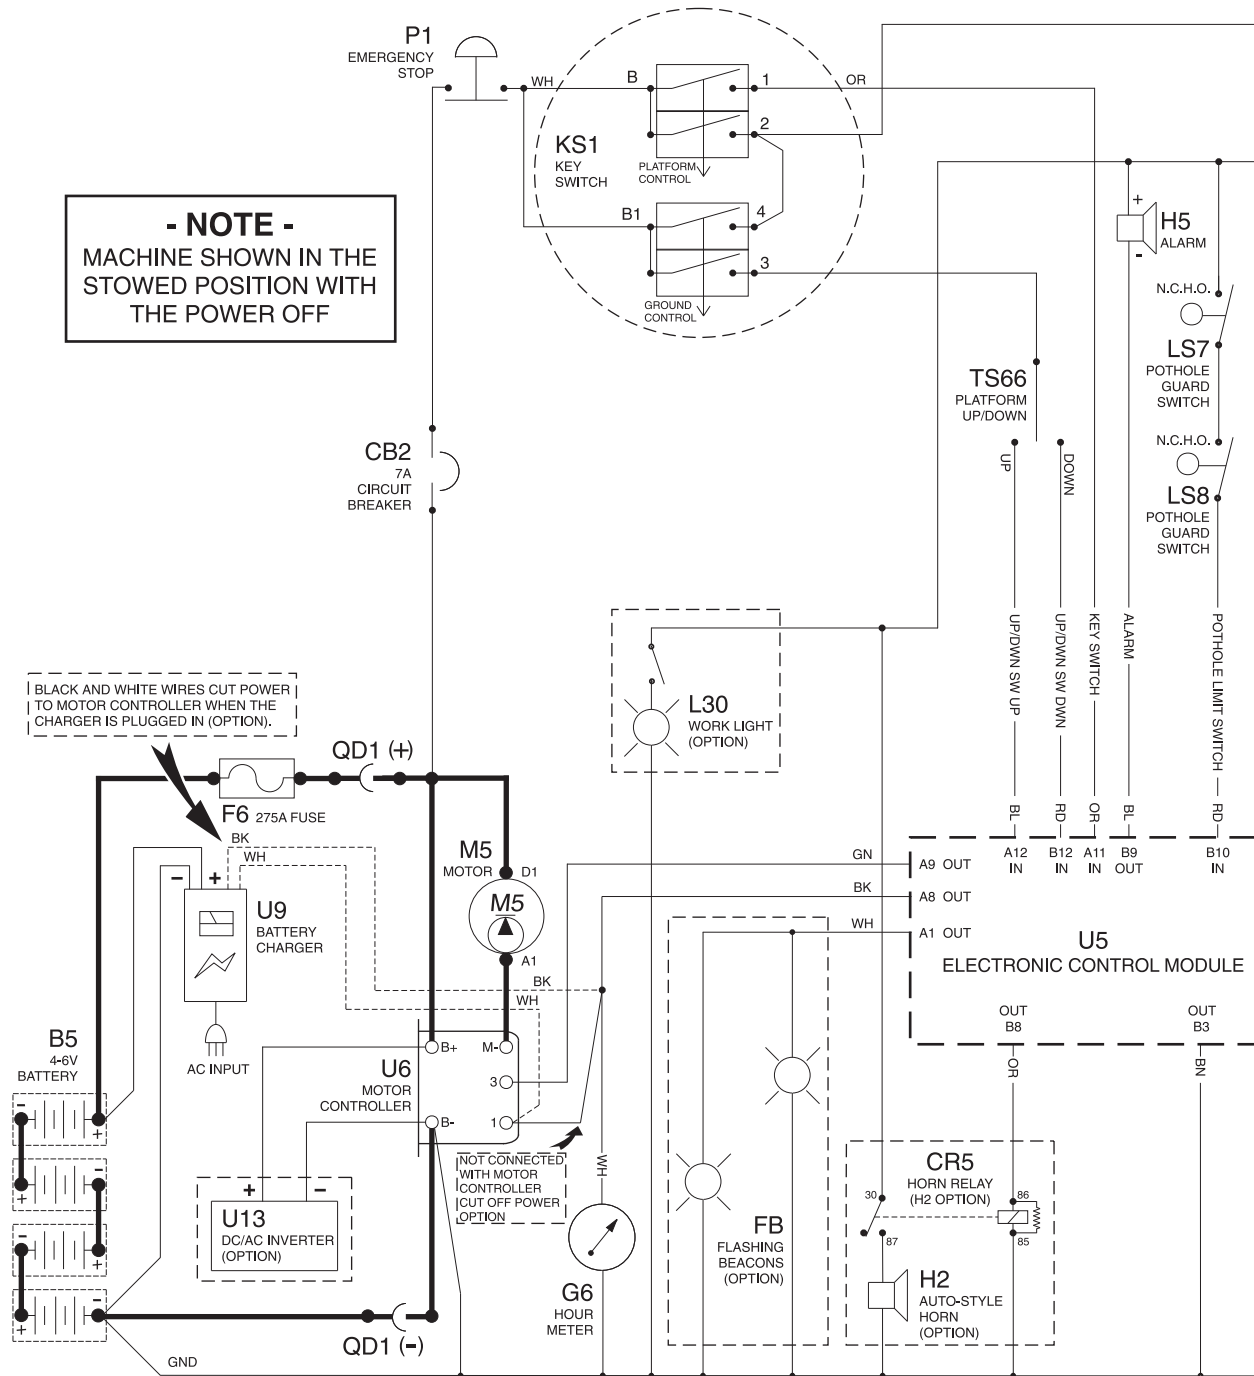 P1
EMERGENCY
STOP
WH
B
1
OR
2
KS1
KEY
SWITCH
PLATFORM
CONTROL
B1
4
3
GROUND
CONTROL
- NOTE -
MACHINE SHOWN IN THE
STOWED POSITION WITH
THE POWER OFF
+
H5
ALARM
-
N.C.H.O.
LS7
POTHOLE
GUARD
SWITCH
TS66
PLATFORM
UP/DOWN
UP
DOWN
N.C.H.O.
LS8
POTHOLE
GUARD
SWITCH
CB2
7A
CIRCUIT
BREAKER
UP/DWN SW UP
UP/DWN SW DWN
KEY SWITCH
ALARM
POTHOLE LIMIT SWITCH
BLACK AND WHITE WIRES CUT POWER
TO MOTOR CONTROLLER WHEN THE
CHARGER IS PLUGGED IN (OPTION).
L30
WORK LIGHT
(OPTION)
QD1 (+)
F6 275A FUSE
BK
WH
BL
RD
OR
BL
RD
M5
MOTOR
D1
M5
A1
GN
A9 OUT
BK
A8 OUT
WH
A1 OUT
A12
IN
B12
IN
A11
IN
B9
OUT
B10
IN
U5
ELECTRONIC CONTROL MODULE
OUT
B8
OUT
B3
- +
U9
BATTERY
CHARGER
AC INPUT
BK
WH
B5
4-6V
BATTERY
-
+
-
+
-
+
-
+
U6
MOTOR
CONTROLLER
B+
M-
3
B-
1
OR
BN
NOT CONNECTED
WITH MOTOR
CONTROLLER
CUT OFF POWER
OPTION
WH
+ -
U13
DC/AC INVERTER
(OPTION)
G6
HOUR
METER
FB
FLASHING
BEACONS
(OPTION)
CR5
HORN RELAY
(H2 OPTION)
30
87
86
85
H2
AUTO-STYLE
HORN
(OPTION)
QD1 (-)
GND